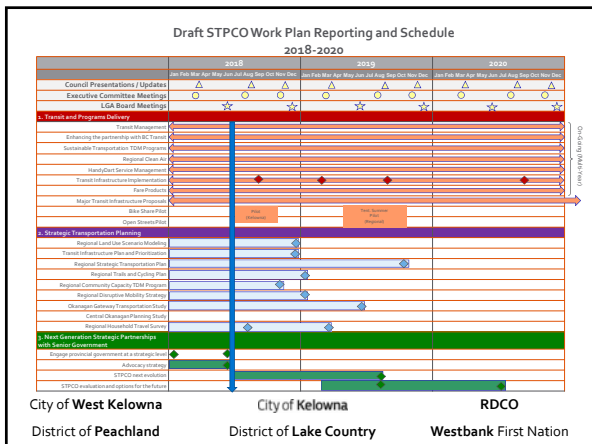 Draft STPCO Work Plan Reporting and Schedule
2018-2020
2018 2019 2020
Jan Feb Mar Apr May Jun Jul Aug Sep Oct Nov Dec Jan Feb Mar Apr May Jun Jul Aug Sep Oct Nov Dec Jan Feb Mar Apr May Jun Jul Aug Sep Oct Nov Dec
Council Presentations / Updates
Executive Committee Meetings
LGA Board Meetings
1. Transit and Programs Delivery
Transit Management
Enhancing the partnership with BC Transit
Sustainable Transportation TDM Programs
Regional Clean Air
HandyDart Service Management
Transit Infrastructure Implementation
Fare Products
Major Transit Infrastructure Proposals
On-Going (Multi-Year)
Bike Share Pilot
Open Streets Pilot
Pilot
(Kelowna)
Pilot
(Regional)
2. Strategic Transportation Planning
Regional Land Use Scenario Modeling
Transit Infrastructure Plan and Prioritization
Regional Strategic Transportation Plan
Regional Trails and Cycling Plan
Regional Community Capacity TDM Program
Regional Disruptive Mobility Strategy
Okanagan Gateway Transportation Study
Central Okanagan Planning Study
Regional Household Travel Survey
3. Next Generation Strategic Partnerships
with Senior Government
Engage provincial government at a strategic level
Advocacy strategy
STPCO next evolution
STPCO evaluation and options for the future
City of West Kelowna City of Kelowna RDCO
District of Peachland District of Lake Country Westbank First Nation